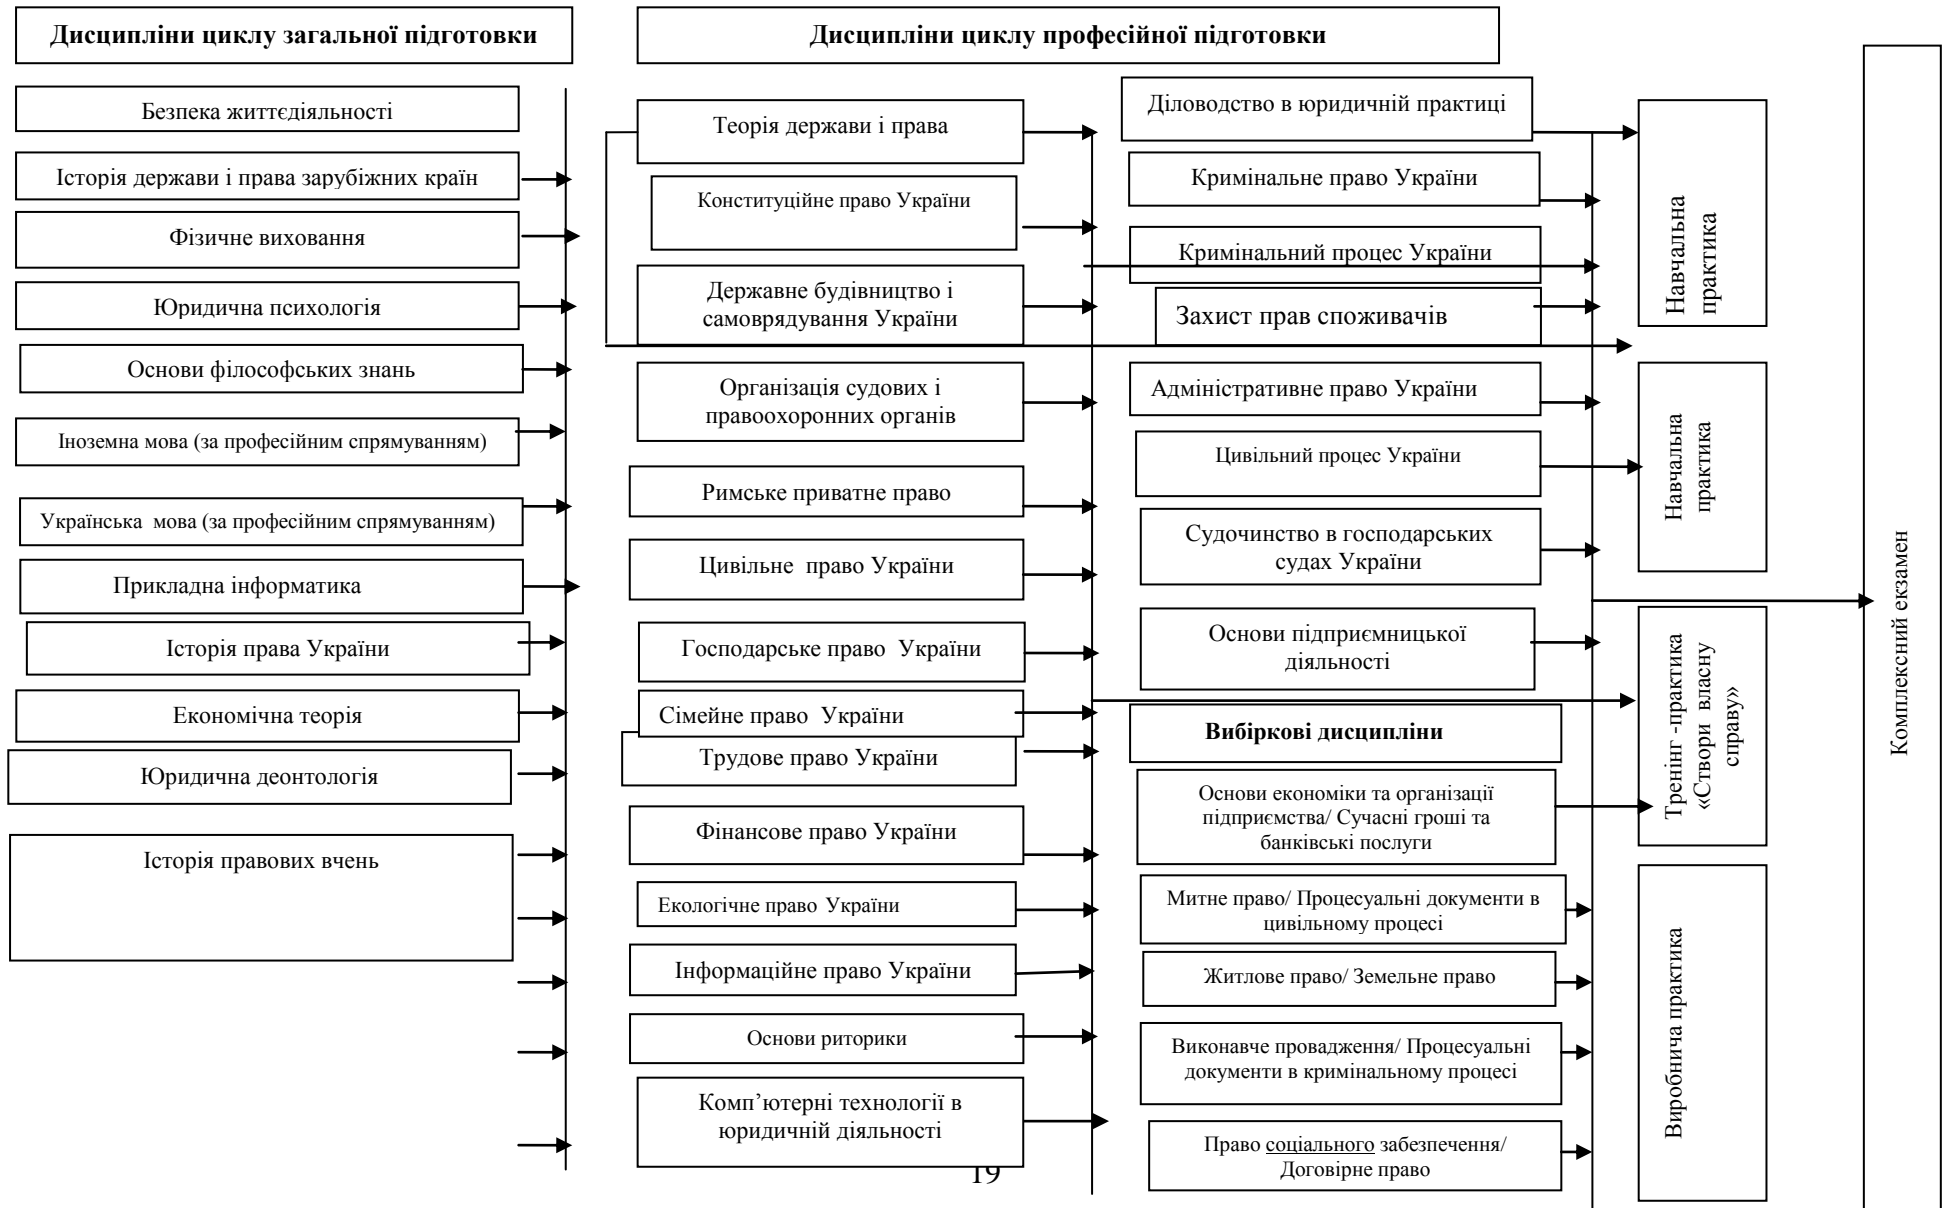 Дисципліни циклу загальної підготовки
Безпека життєдіяльності
Історія держави і права зарубіжних країн
Фізичне виховання
Юридична психологія
Основи філософських знань
Іноземна мова (за професійним спрямуванням)
Українська мова (за професійним спрямуванням)
Прикладна інформатика
Історія права України
Економічна теорія
Юридична деонтологія
Історія правових вчень
Дисципліни циклу професійної підготовки
Теорія держави і права
Конституційне право України
Державне будівництво і
самоврядування України
Організація судових і
правоохоронних органів
Римське приватне право
Цивільне право України
Господарське право України
Сімейне право України
Трудове право України
Фінансове право України
Екологічне право України
Інформаційне право України
Основи риторики
Комп’ютерні технології в
юридичній діяльності
Діловодство в юридичній практиці
Кримінальне право України
Кримінальний процес України
Захист прав споживачів
Адміністративне право України
Цивільний процес України
Судочинство в господарських
судах України
Основи підприємницької
діяльності
Вибіркові дисципліни
Основи економіки та організації
підприємства/ Сучасні гроші та
банківські послуги
Митне право/ Процесуальні документи в
цивільному процесі
Житлове право/ Земельне право
Виконавче провадження/ Процесуальні
документи в кримінальному процесі
Право соціального забезпечення/
Договірне право
Навчальна
практика
Навчальна
практика
Тренінг -практика
«Створи власну
справу»
Виробнича практика
Комплексний екзамен
19